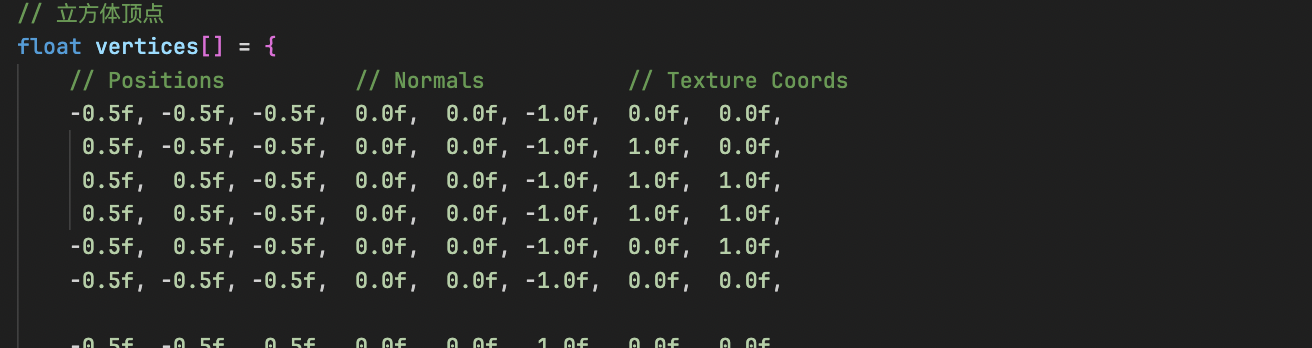 // 立方体顶点
float vertices[] = {
// Positions // Normals // Texture Coords
-0.5f, -0.5f, -0.5f, 0.0f, 0.0f, -1.0f, 0.0f, 0.0f,
0.5f, -0.5f, -0.5f, 0.0f, 0.0f, -1.0f, 1.0f, 0.0f,
0.5f, 0.5f, -0.5f, 0.0f, 0.0f, -1.0f, 1.0f, 1.0f,
0.5f, 0.5f, -0.5f, 0.0f, 0.0f, -1.0f, 1.0f, 1.0f,
-0.5f, 0.5f, -0.5f, 0.0f, 0.0f, -1.0f, 0.0f, 1.0f,
-0.5f, -0.5f, -0.5f, 0.0f, 0.0f, -1.0f, 0.0f, 0.0f,